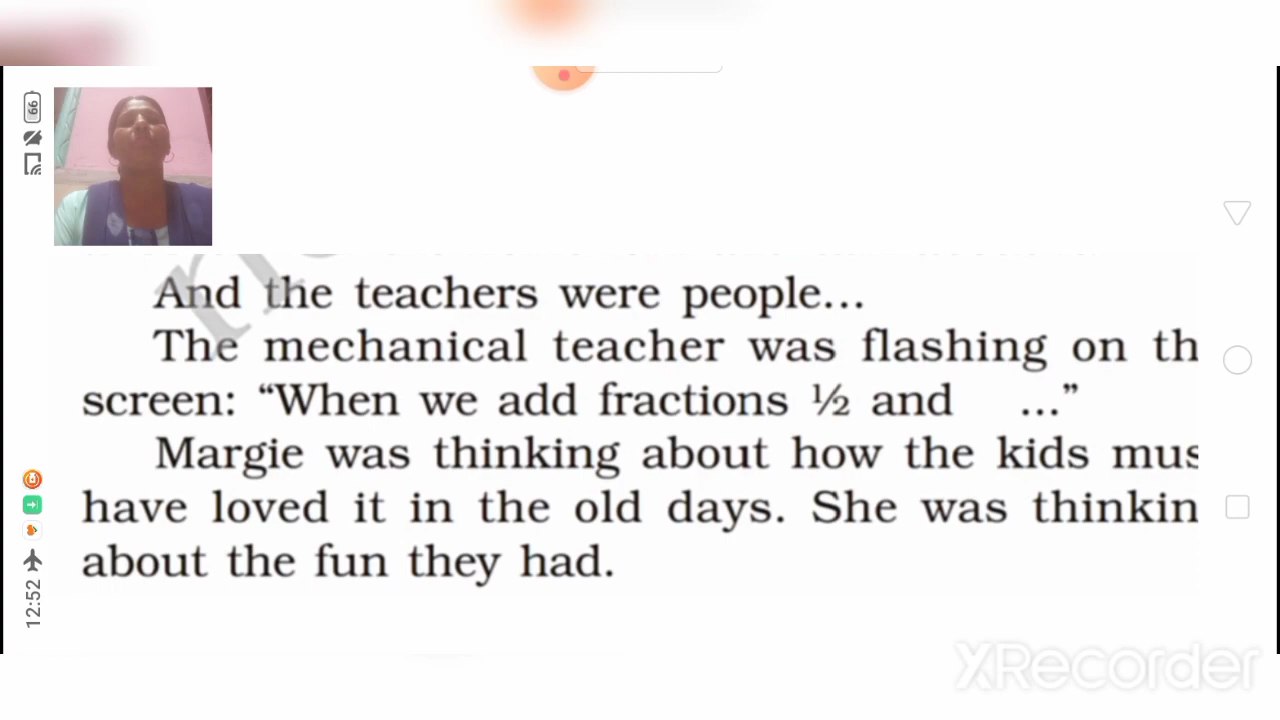 And the teachers were people...
The mechanical teacher was flashing on th
screen: “When we add fractions ½ and ...”
Margie was thinking about how the kids mus
have loved it in the old days. She was thinkin
about the fun they had.
66
12:52
XRecorder